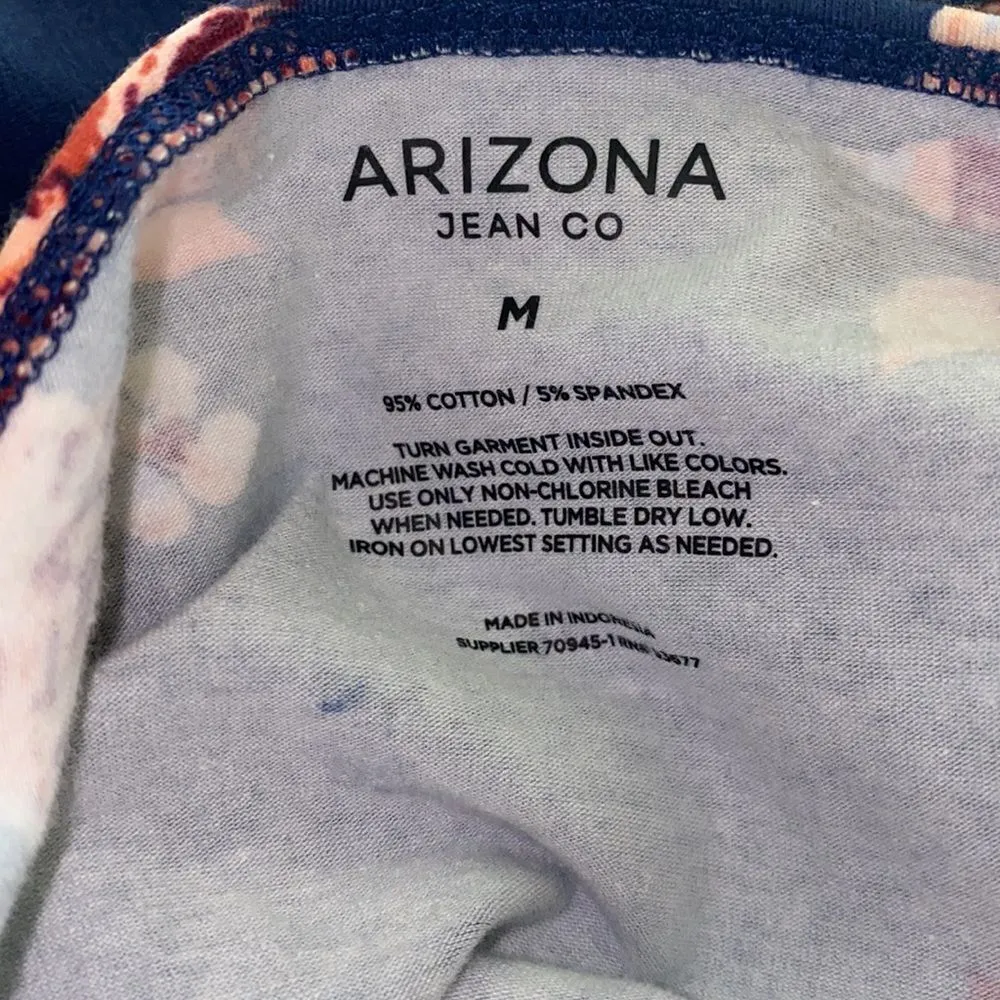 ARIZONA
JEAN CO
M
95% COTTON / 5% SPANDEX
TURN GARMENT INSIDE OUT.
MACHINE WASH COLD WITH LIKE COLORS.
USE ONLY NON-CHLORINE BLEACH
WHEN NEEDED. TUMBLE DRY LOW.
IRON ON LOWEST SETTING AS NEEDED.
MADE IN INDONESIA
SUPPLIER 70945-1